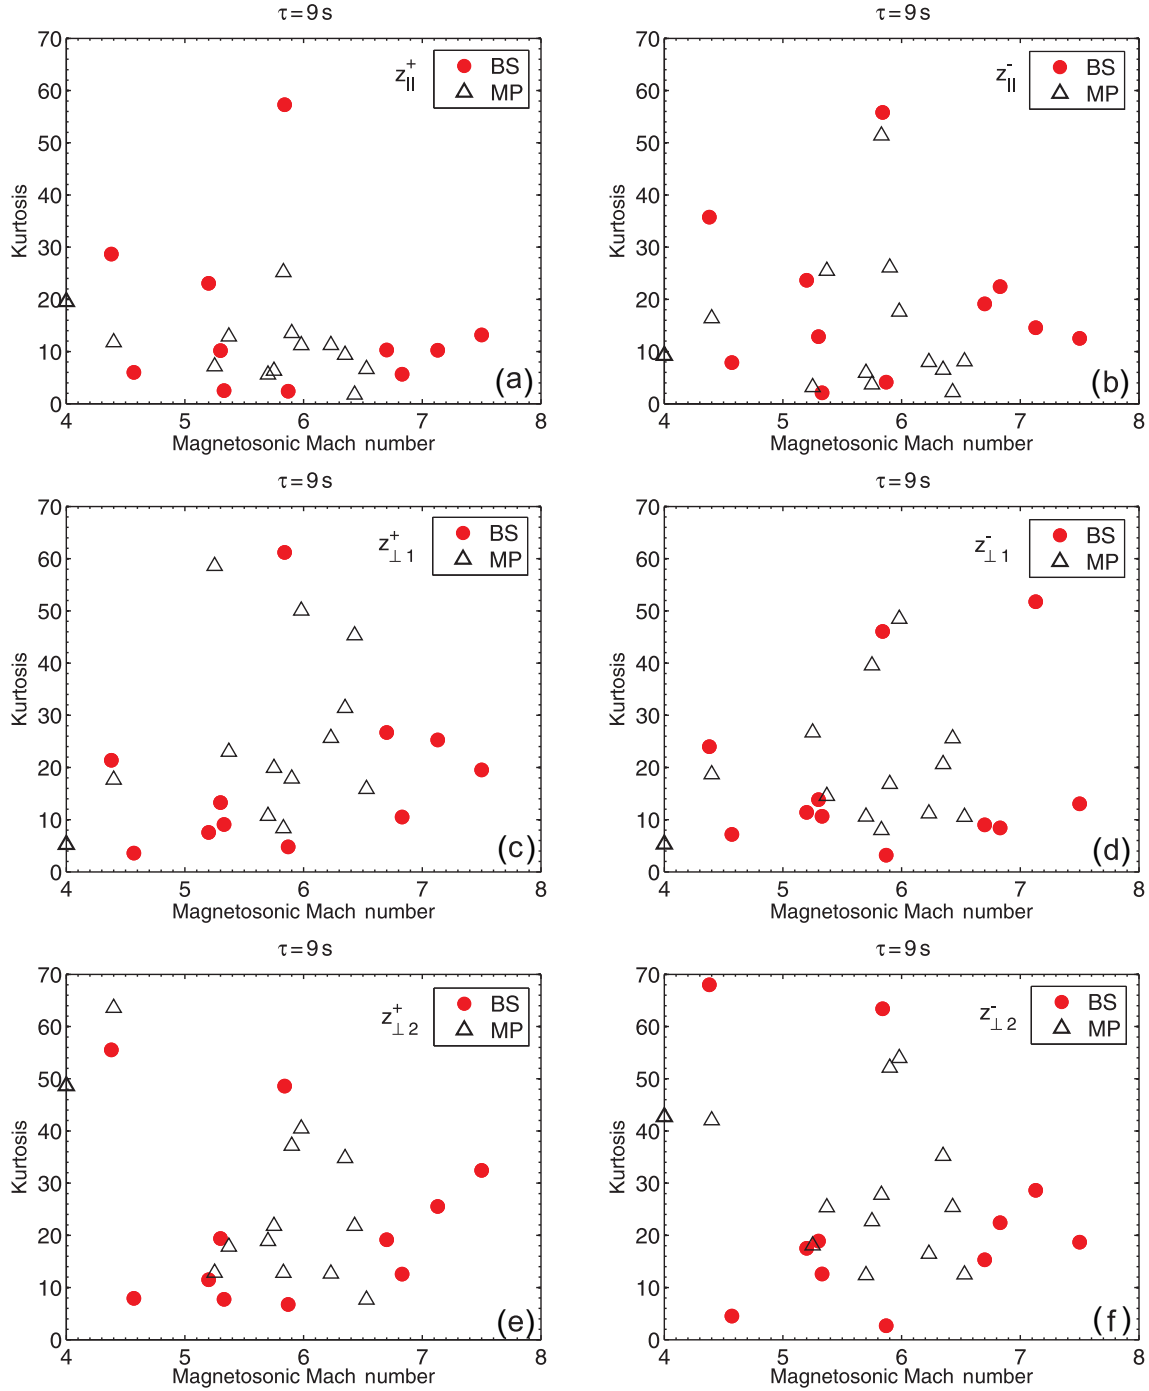 τ=9s
70
60
50
40
30
20
10
0
Kurtosis
z||+
BS
MP
(a)
4 5 6 7 8
Magnetosonic Mach number
τ=9s
70
60
50
40
30
20
10
0
Kurtosis
z||-
BS
MP
(b)
4 5 6 7 8
Magnetosonic Mach number
τ=9s
70
60
50
40
30
20
10
0
Kurtosis
z⊥1+
BS
MP
(c)
4 5 6 7 8
Magnetosonic Mach number
τ=9s
70
60
50
40
30
20
10
0
Kurtosis
z⊥1-
BS
MP
(d)
4 5 6 7 8
Magnetosonic Mach number
τ=9s
70
60
50
40
30
20
10
0
Kurtosis
z⊥2+
BS
MP
(e)
4 5 6 7 8
Magnetosonic Mach number
τ=9s
70
60
50
40
30
20
10
0
Kurtosis
z⊥2-
BS
MP
(f)
4 5 6 7 8
Magnetosonic Mach number